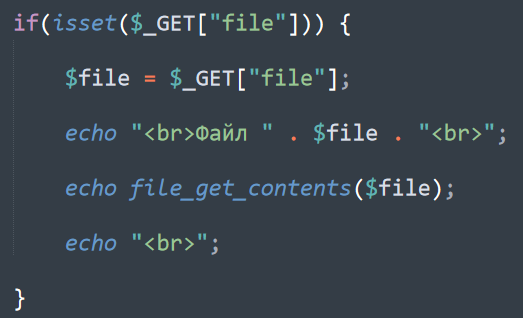 if(isset($_GET["file"])) {
$file = $_GET["file"];
echo "<br>Файл " . $file . "<br>";
echo file_get_contents($file);
echo "<br>";
}